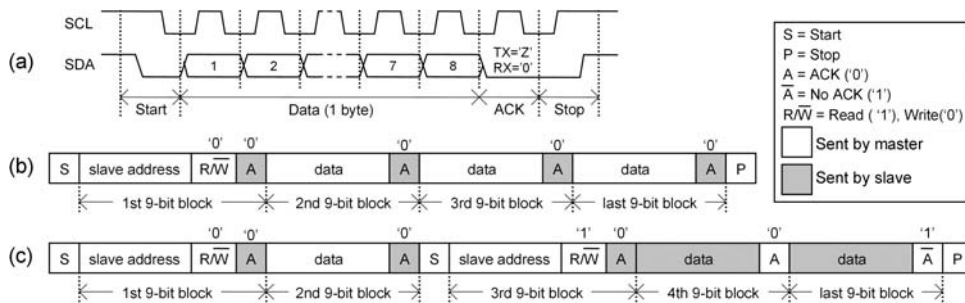 SCL
(a) SDA 1 2 7 8 TX='Z' RX='0'
Start Data (1 byte) ACK Stop
S = Start
P = Stop
A = ACK ('0')
A̅ = No ACK ('1')
R/W̅ = Read ( '1'), Write('0')
Sent by master
Sent by slave
'0' '0' '0' '0' '0'
(b) S slave address R/W̅ A data A data A data A P
1st 9-bit block 2nd 9-bit block 3rd 9-bit block last 9-bit block
'0' '0' '0' '1' '0' '0' '1'
(c) S slave address R/W̅ A data A S slave address R/W̅ A data A data A̅ P
1st 9-bit block 2nd 9-bit block 3rd 9-bit block 4th 9-bit block last 9-bit block